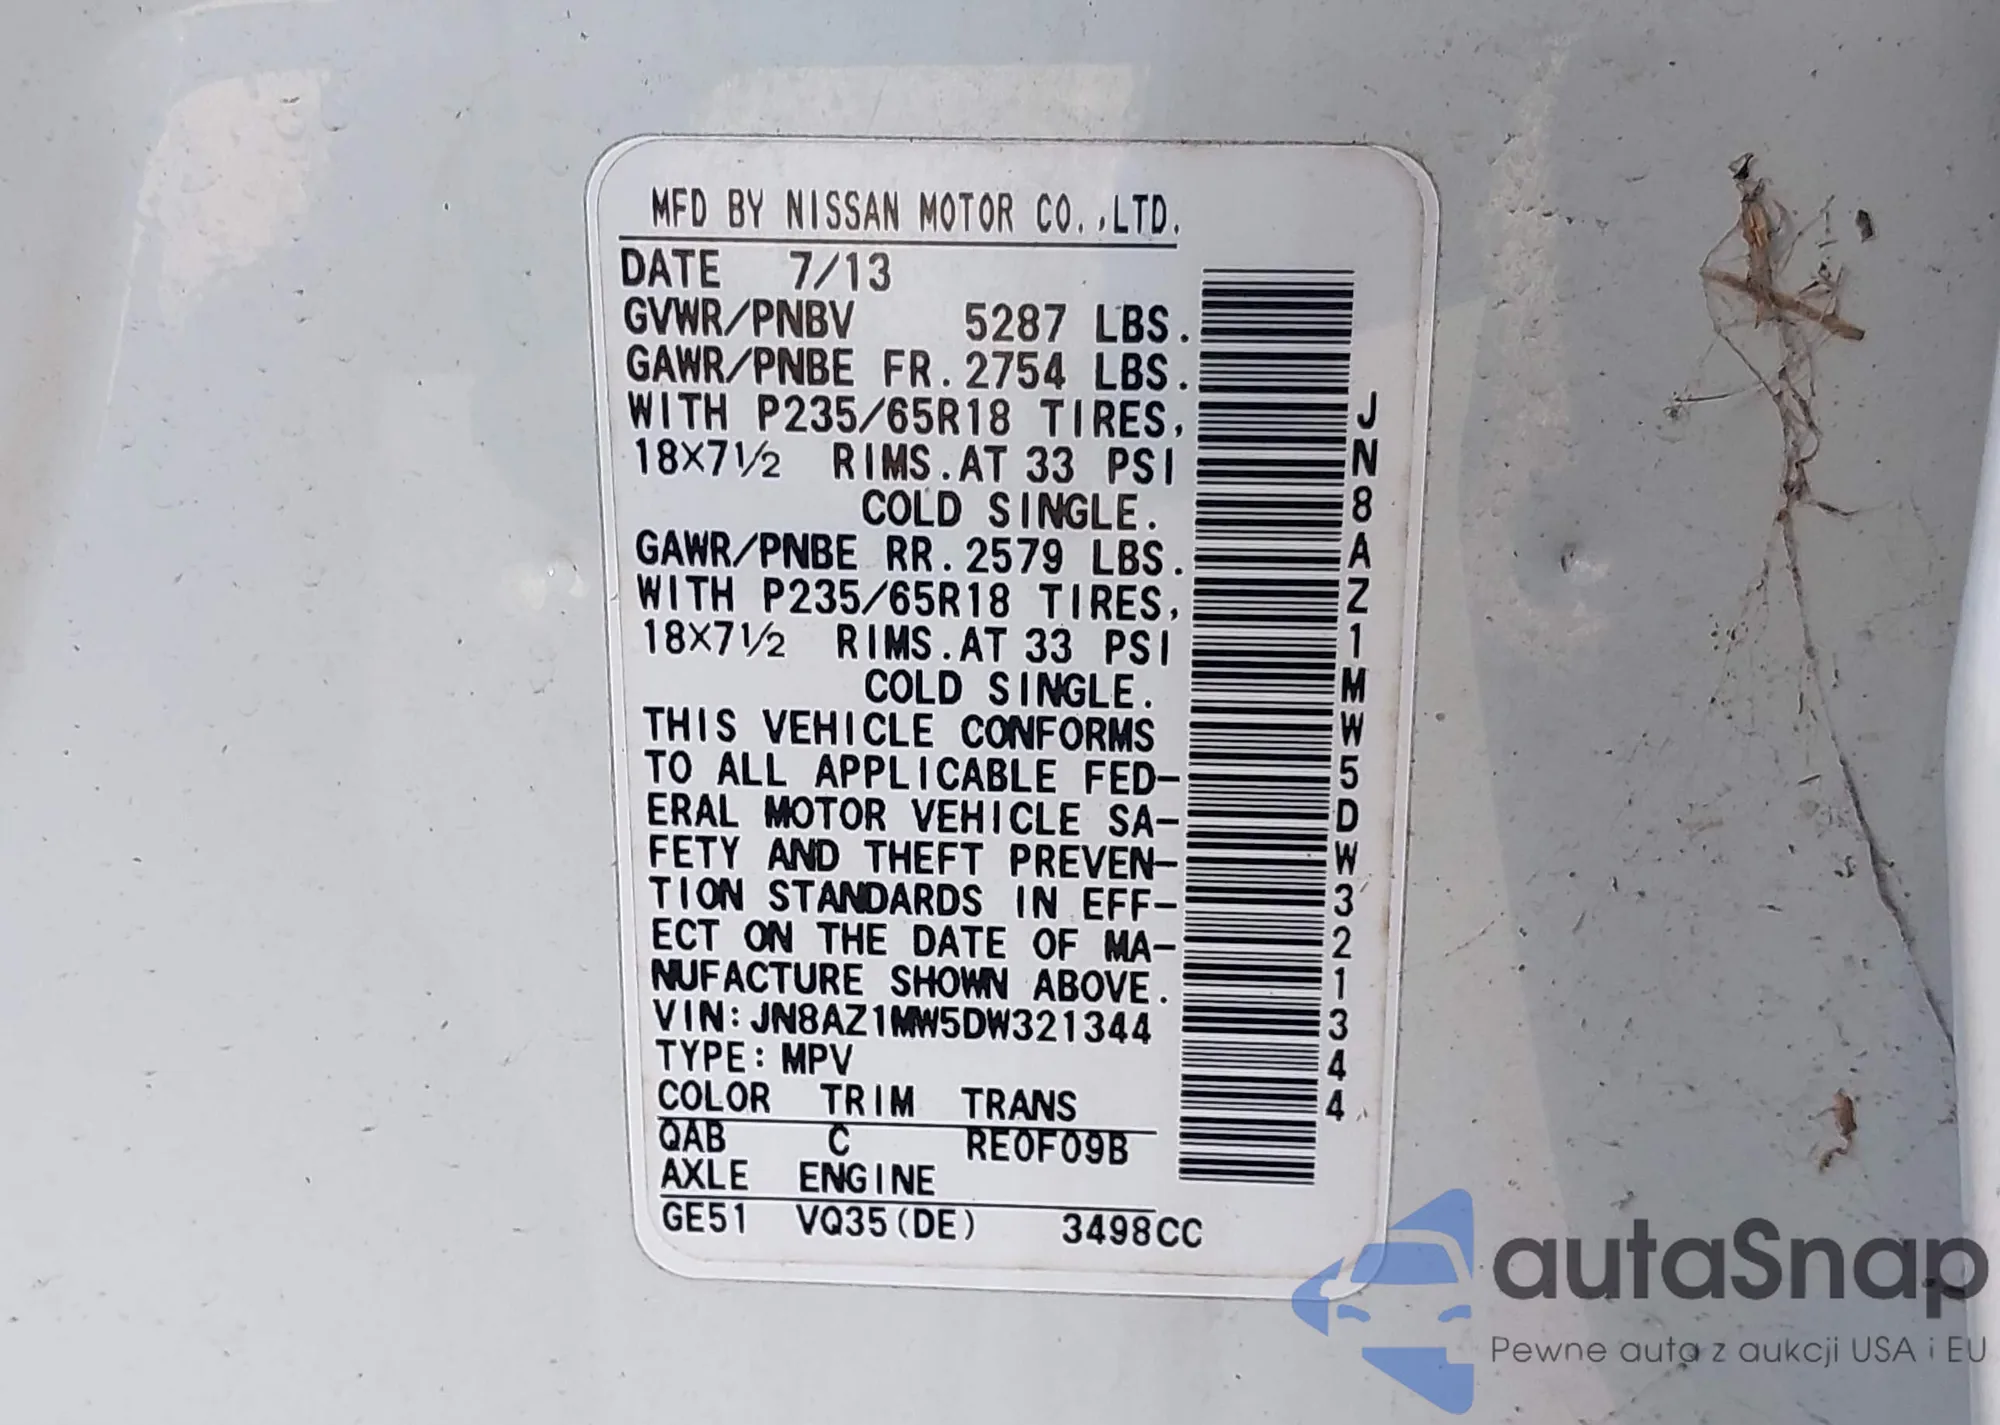 MFD BY NISSAN MOTOR CO.,LTD.
DATE 7/13
GVWR/PNBV 5287 LBS.
GAWR/PNBE FR.2754 LBS.
WITH P235/65R18 TIRES,
18×7½ RIMS.AT 33 PSI
COLD SINGLE.
GAWR/PNBE RR.2579 LBS.
WITH P235/65R18 TIRES,
18×7½ RIMS.AT 33 PSI
COLD SINGLE.
THIS VEHICLE CONFORMS
TO ALL APPLICABLE FED-
ERAL MOTOR VEHICLE SA-
FETY AND THEFT PREVEN-
TION STANDARDS IN EFF-
ECT ON THE DATE OF MA-
NUFACTURE SHOWN ABOVE.
VIN:JN8AZ1MW5DW321344
TYPE:MPV
COLOR TRIM TRANS
QAB C RE0F09B
AXLE ENGINE
GE51 VQ35(DE) 3498CC
JN8AZ1MW5DW321344
autaSnap
Pewne auta z aukcji USA i EU